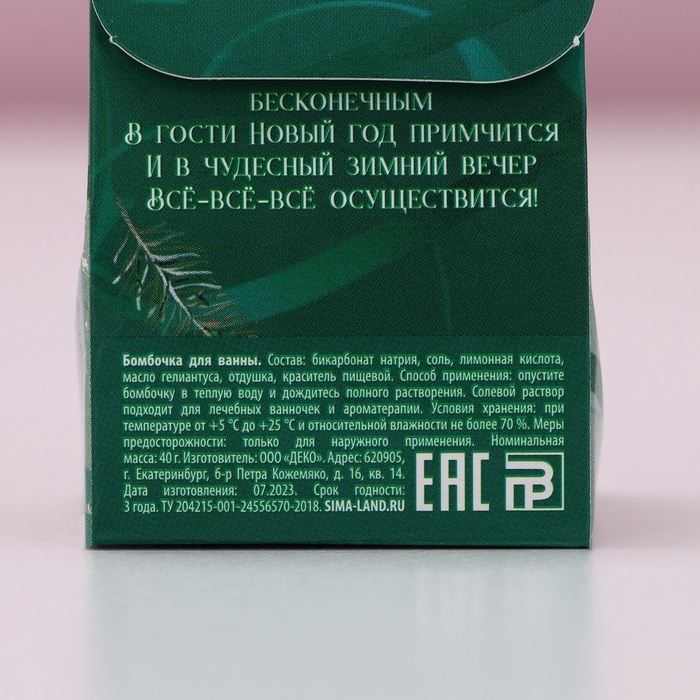 БЕСКОНЕЧНЫМ
В ГОСТИ НОВЫЙ ГОД ПРИМЧИТСЯ
И В ЧУДЕСНЫЙ ЗИМНИЙ ВЕЧЕР
ВСЁ-ВСЁ-ВСЁ ОСУЩЕСТВИТСЯ!
Бомбочка для ванны. Состав: бикарбонат натрия, соль, лимонная кислота,
масло гелиантуса, отдушка, краситель пищевой. Способ применения: опустите
бомбочку в теплую воду и дождитесь полного растворения. Солевой раствор
подходит для лечебных ванночек и ароматерапии. Условия хранения: при
температуре от +5 °C до +25 °C и относительной влажности не более 70 %. Меры
предосторожности: только для наружного применения. Номинальная
масса: 40 г. Изготовитель: ООО «ДЕКО». Адрес: 620905,
г. Екатеринбург, б-р Петра Кожемяко, д. 16, кв. 14.
Дата изготовления: 07.2023. Срок годности:
3 года. ТУ 204215-001-24556570-2018. SIMA-LAND.RU
EAC